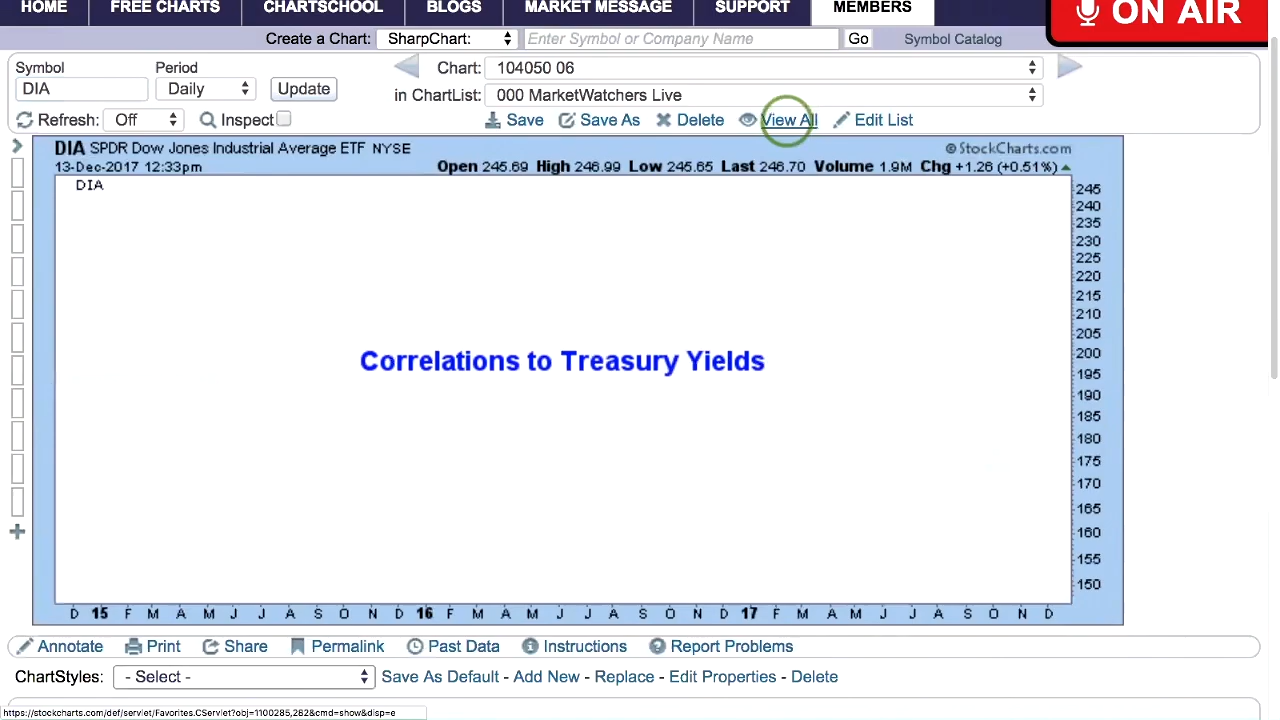 HOME FREE CHARTS CHARTSCHOOL BLOGS MARKET MESSAGE SUPPORT MEMBERS
ON AIR
Create a Chart: SharpChart: Enter Symbol or Company Name Go Symbol Catalog
Symbol Period Chart: 104050 06
DIA Daily Update in ChartList: 000 MarketWatchers Live
Refresh: Off Inspect Save Save As Delete View All Edit List
DIA SPDR Dow Jones Industrial Average ETF NYSE © StockCharts.com
13-Dec-2017 12:33pm Open 245.69 High 246.99 Low 245.65 Last 246.70 Volume 1.9M Chg +1.26 (+0.51%)
DIA
245
240
235
230
225
220
215
210
205
200
195
190
185
180
175
170
165
160
155
150
Correlations to Treasury Yields
D 15 F M A M J J A S O N D 16 F M A M J J A S O N D 17 F M A M J J A S O N D
Annotate Print Share Permalink Past Data Instructions Report Problems
ChartStyles: - Select - Save As Default - Add New - Replace - Edit Properties - Delete
https://stockcharts.com/def/servlet/Favorites.CServlet?obj=1100285,282&cmd=show&disp=e